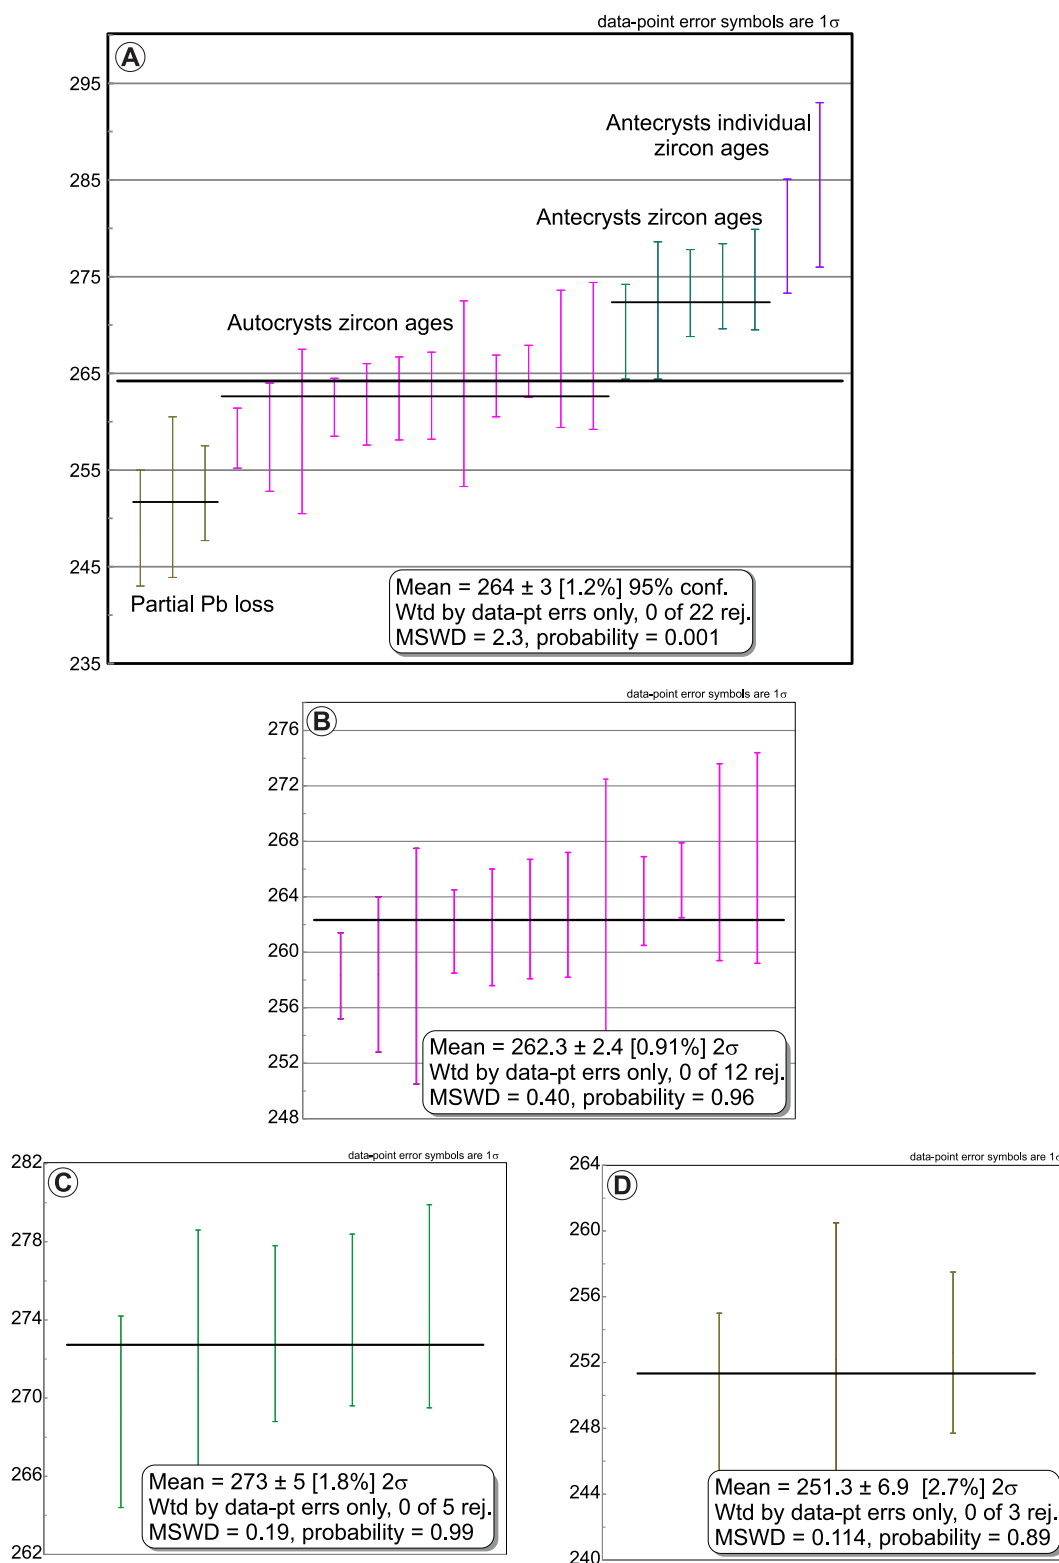 data-point error symbols are 1σ
A
295
285
275
265
255
245
235
Antecrysts individual
zircon ages
Antecrysts zircon ages
Autocrysts zircon ages
Partial Pb loss
Mean = 264 ± 3 [1.2%] 95% conf.
Wtd by data-pt errs only, 0 of 22 rej.
MSWD = 2.3, probability = 0.001
data-point error symbols are 1σ
B
276
272
268
264
260
256
252
248
Mean = 262.3 ± 2.4 [0.91%] 2σ
Wtd by data-pt errs only, 0 of 12 rej.
MSWD = 0.40, probability = 0.96
data-point error symbols are 1σ
C
282
278
274
270
266
262
Mean = 273 ± 5 [1.8%] 2σ
Wtd by data-pt errs only, 0 of 5 rej.
MSWD = 0.19, probability = 0.99
data-point error symbols are 1σ
D
264
260
256
252
248
244
240
Mean = 251.3 ± 6.9 [2.7%] 2σ
Wtd by data-pt errs only, 0 of 3 rej.
MSWD = 0.114, probability = 0.89